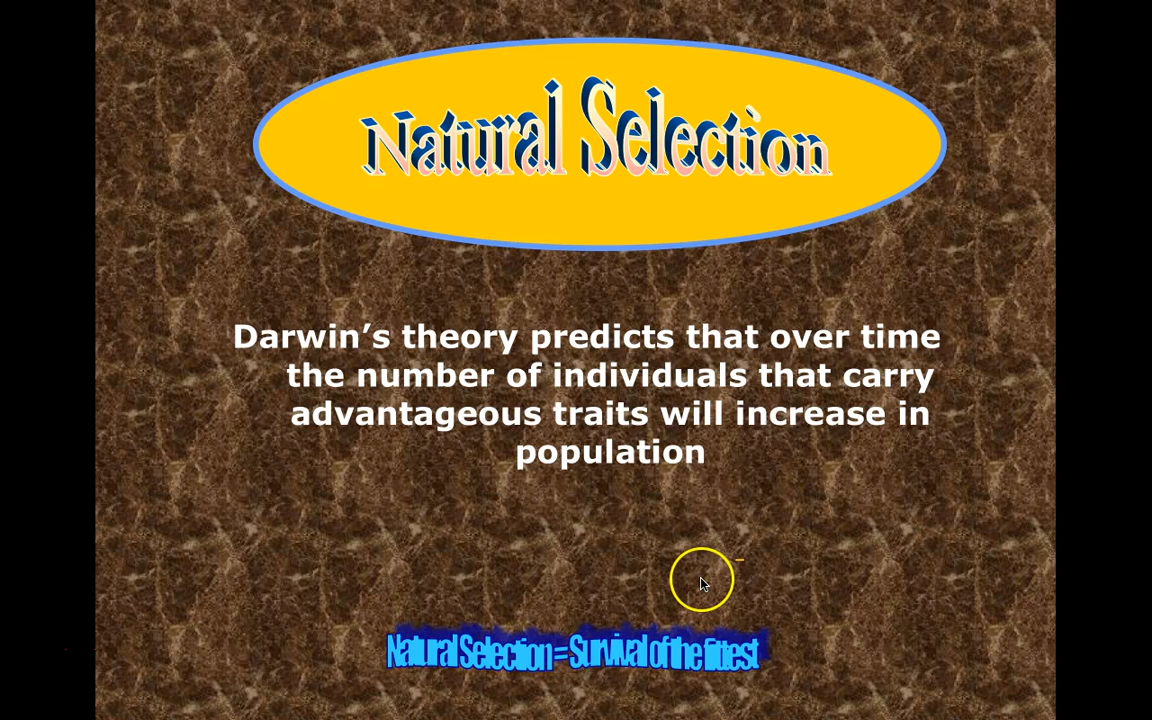 Natural Selection
Darwin’s theory predicts that over time
the number of individuals that carry
advantageous traits will increase in
population
Natural Selection = Survival of the fittest